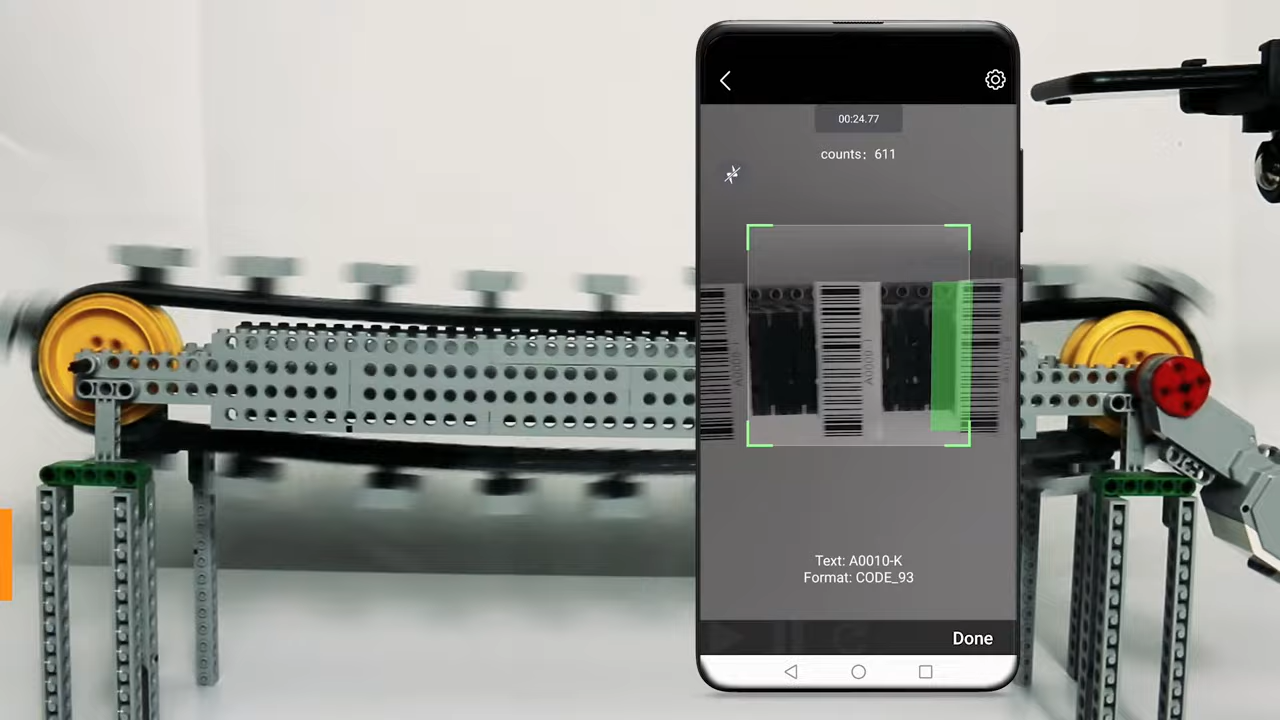 00:24.77
counts: 611
Text: A0010-K
Format: CODE_93
Done